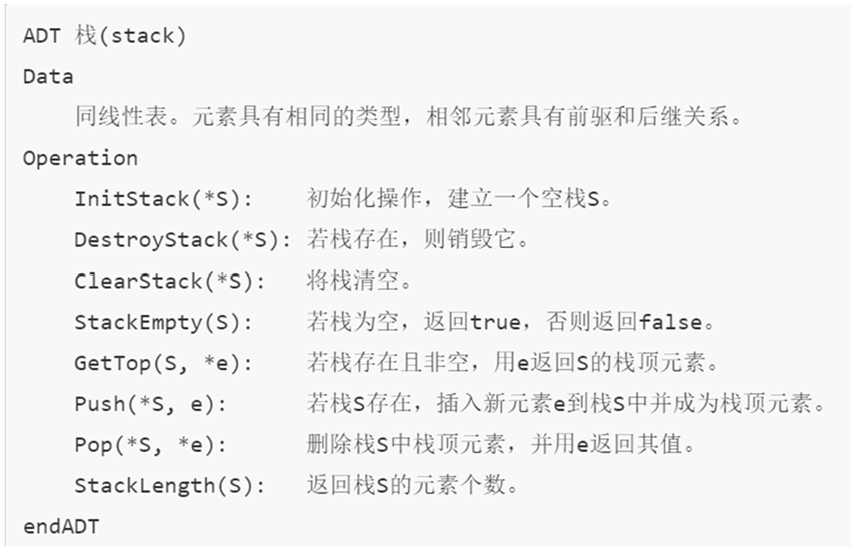 ADT 栈(stack)
Data
同线性表。元素具有相同的类型，相邻元素具有前驱和后继关系。
Operation
InitStack(*S): 初始化操作，建立一个空栈S。
DestroyStack(*S): 若栈存在，则销毁它。
ClearStack(*S): 将栈清空。
StackEmpty(S): 若栈为空，返回true，否则返回false。
GetTop(S, *e): 若栈存在且非空，用e返回S的栈顶元素。
Push(*S, e): 若栈S存在，插入新元素e到栈S中并成为栈顶元素。
Pop(*S, *e): 删除栈S中栈顶元素，并用e返回其值。
StackLength(S): 返回栈S的元素个数。
endADT